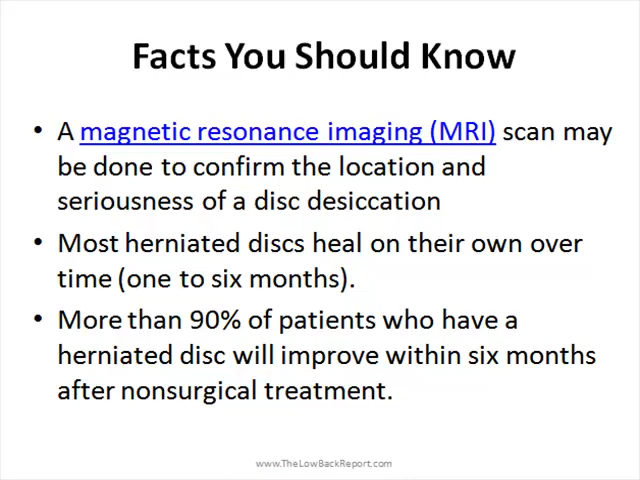 Facts You Should Know
• A magnetic resonance imaging (MRI) scan may
be done to confirm the location and
seriousness of a disc desiccation
• Most herniated discs heal on their own over
time (one to six months).
• More than 90% of patients who have a
herniated disc will improve within six months
after nonsurgical treatment.
www.TheLowBackReport.com